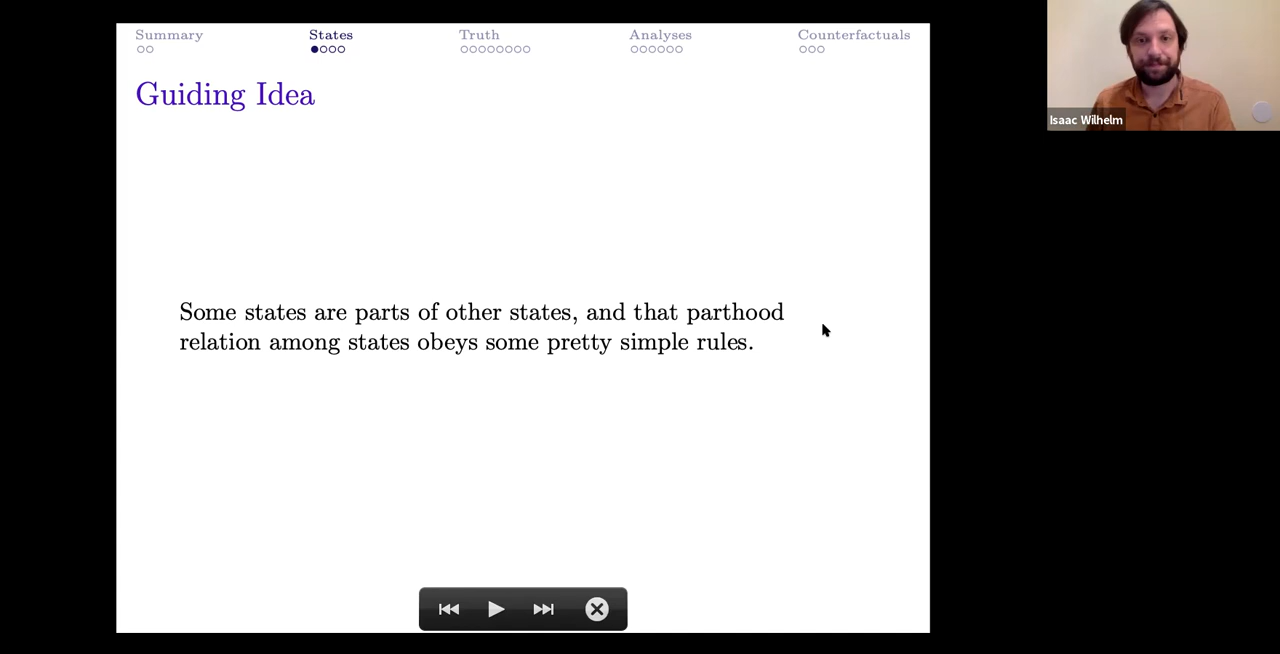 Summary States Truth Analyses Counterfactuals
Guiding Idea
Some states are parts of other states, and that parthood
relation among states obeys some pretty simple rules.
Isaac Wilhelm